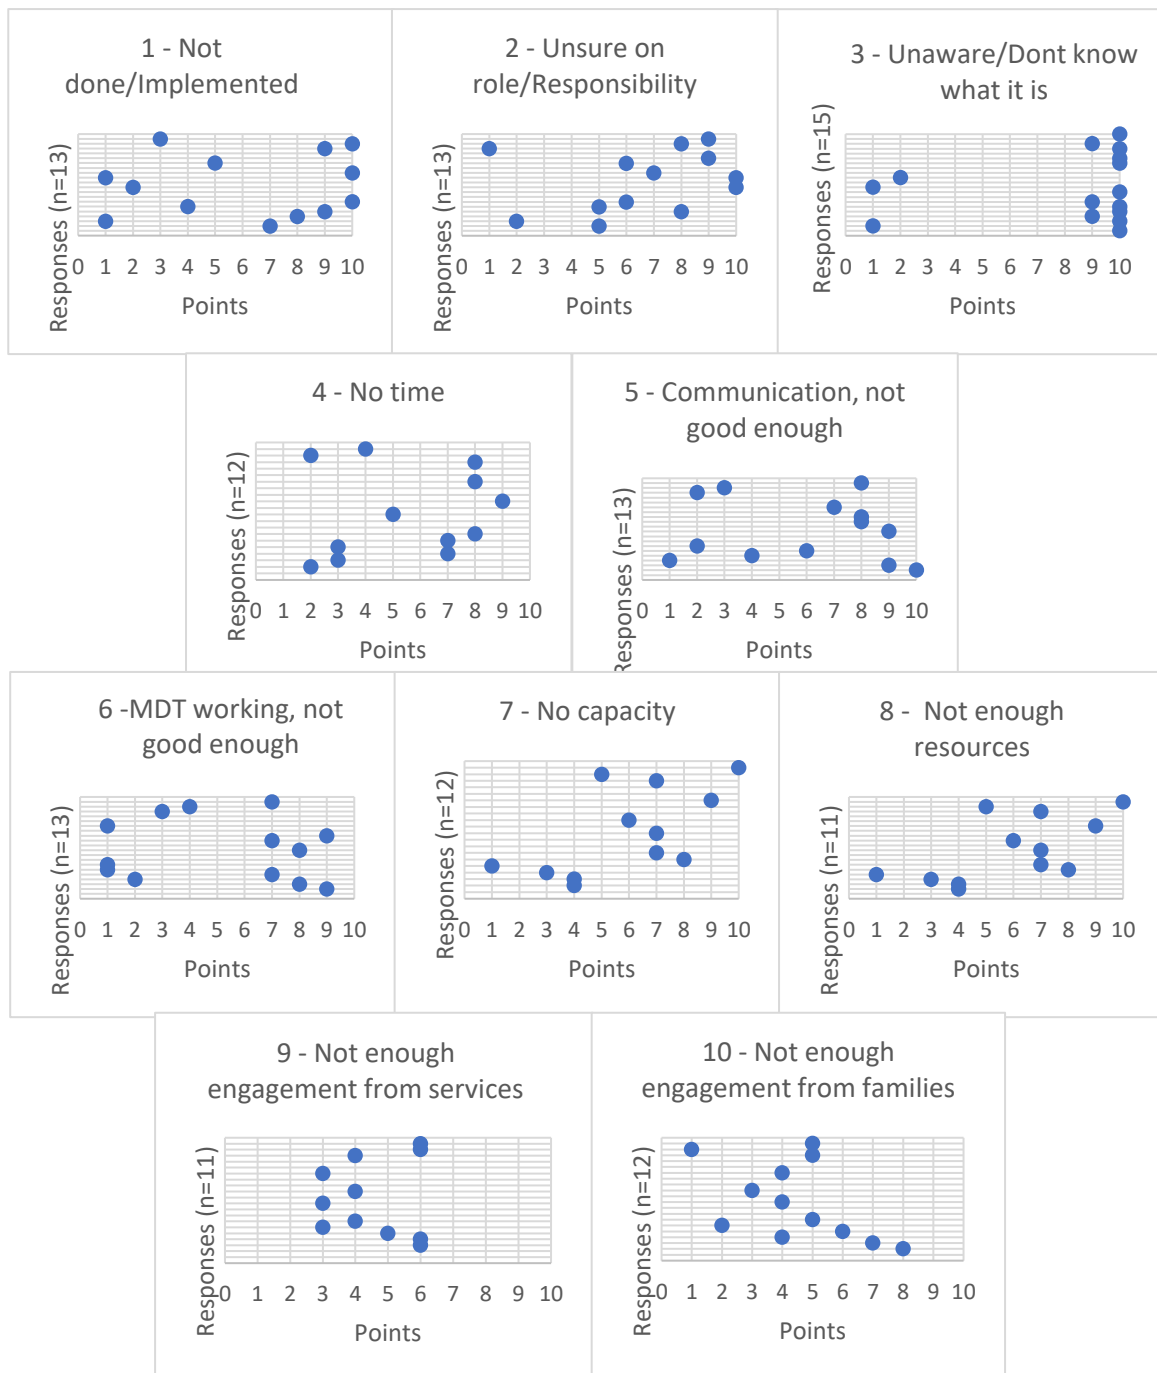 1 - Not
done/Implemented
Responses (n=13)
0 1 2 3 4 5 6 7 8 9 10
Points
2 - Unsure on
role/Responsibility
Responses (n=13)
0 1 2 3 4 5 6 7 8 9 10
Points
3 - Unaware/Dont know
what it is
Responses (n=15)
0 1 2 3 4 5 6 7 8 9 10
Points
4 - No time
Responses (n=12)
0 1 2 3 4 5 6 7 8 9 10
Points
5 - Communication, not
good enough
Responses (n=13)
0 1 2 3 4 5 6 7 8 9 10
Points
6 -MDT working, not
good enough
Responses (n=13)
0 1 2 3 4 5 6 7 8 9 10
Points
7 - No capacity
Responses (n=12)
0 1 2 3 4 5 6 7 8 9 10
Points
8 - Not enough
resources
Responses (n=11)
0 1 2 3 4 5 6 7 8 9 10
Points
9 - Not enough
engagement from services
Responses (n=11)
0 1 2 3 4 5 6 7 8 9 10
Points
10 - Not enough
engagement from families
Responses (n=12)
0 1 2 3 4 5 6 7 8 9 10
Points